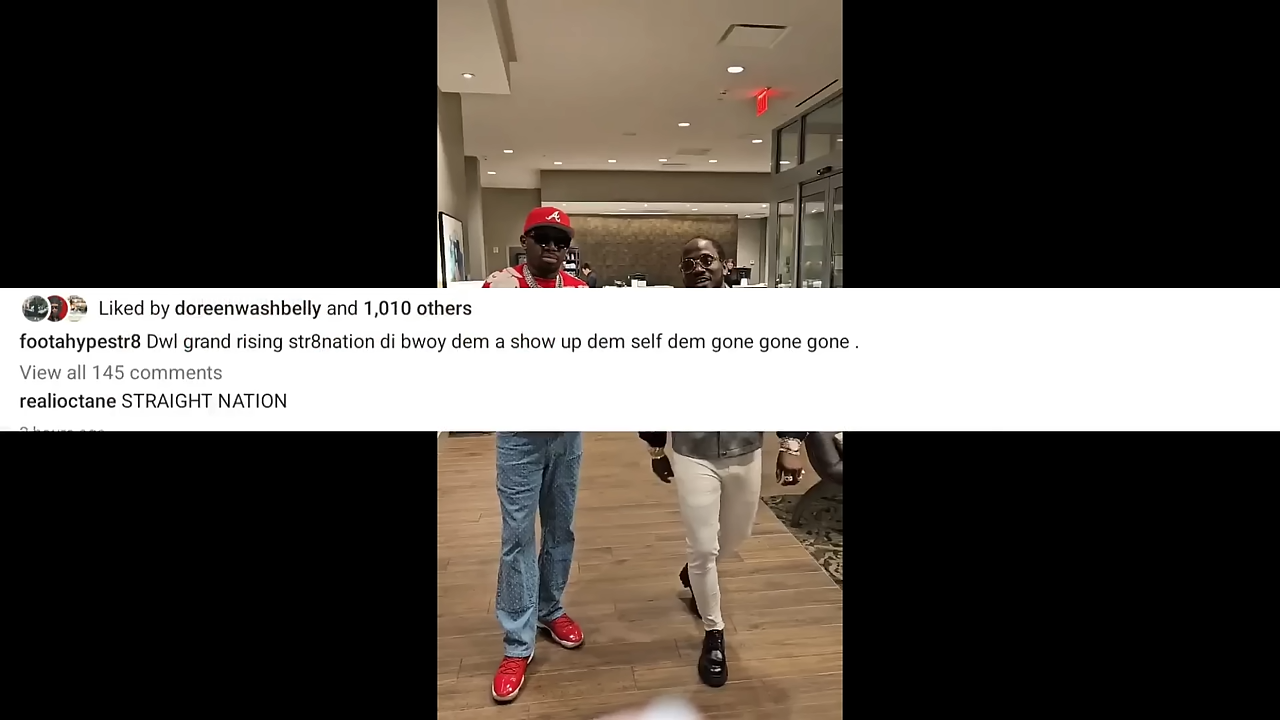 Liked by doreenwashbelly and 1,010 others
footahypestr8 Dwl grand rising str8nation di bwoy dem a show up dem self dem gone gone gone .
View all 145 comments
realioctane STRAIGHT NATION